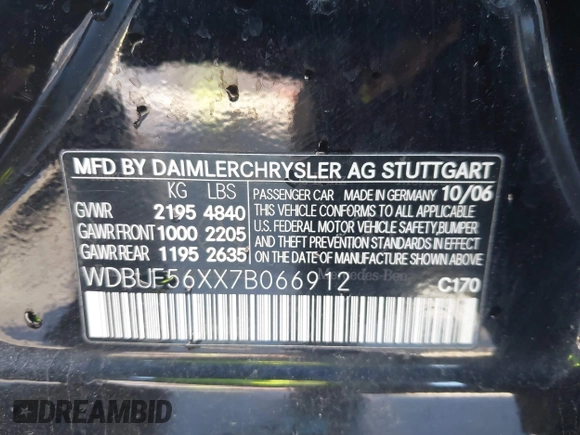 MFD BY DAIMLERCHRYSLER AG STUTTGART
KG LBS
GVWR 2195 4840
GAWR FRONT 1000 2205
GAWR REAR 1195 2635
PASSENGER CAR MADE IN GERMANY 10/06
THIS VEHICLE CONFORMS TO ALL APPLICABLE
U.S. FEDERAL MOTOR VEHICLE SAFETY,BUMPER
AND THEFT PREVENTION STANDARDS IN EFFECT
ON THE DATE OF MANUFACTURE SHOWN ABOVE
WDBUF56XX7B066912
Mercedes-Benz
C170
DREAMBID